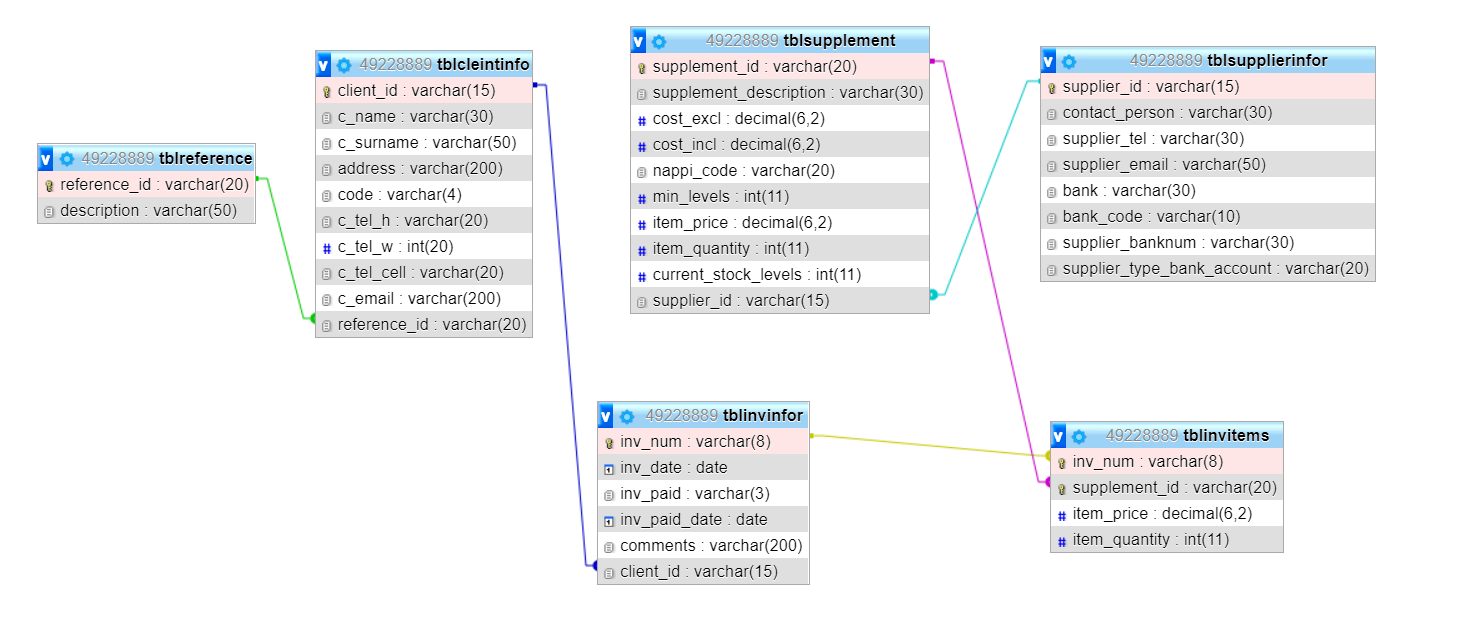 49228889 tblreference
reference_id : varchar(20)
description : varchar(50)
49228889 tblcleintinfo
client_id : varchar(15)
c_name : varchar(30)
c_surname : varchar(50)
address : varchar(200)
code : varchar(4)
c_tel_h : varchar(20)
c_tel_w : int(20)
c_tel_cell : varchar(20)
c_email : varchar(200)
reference_id : varchar(20)
49228889 tblsupplement
supplement_id : varchar(20)
supplement_description : varchar(30)
cost_excl : decimal(6,2)
cost_incl : decimal(6,2)
nappi_code : varchar(20)
min_levels : int(11)
item_price : decimal(6,2)
item_quantity : int(11)
current_stock_levels : int(11)
supplier_id : varchar(15)
49228889 tblsupplierinfor
supplier_id : varchar(15)
contact_person : varchar(30)
supplier_tel : varchar(30)
supplier_email : varchar(50)
bank : varchar(30)
bank_code : varchar(10)
supplier_banknum : varchar(30)
supplier_type_bank_account : varchar(20)
49228889 tblinvinfor
inv_num : varchar(8)
inv_date : date
inv_paid : varchar(3)
inv_paid_date : date
comments : varchar(200)
client_id : varchar(15)
49228889 tblinvitems
inv_num : varchar(8)
supplement_id : varchar(20)
item_price : decimal(6,2)
item_quantity : int(11)